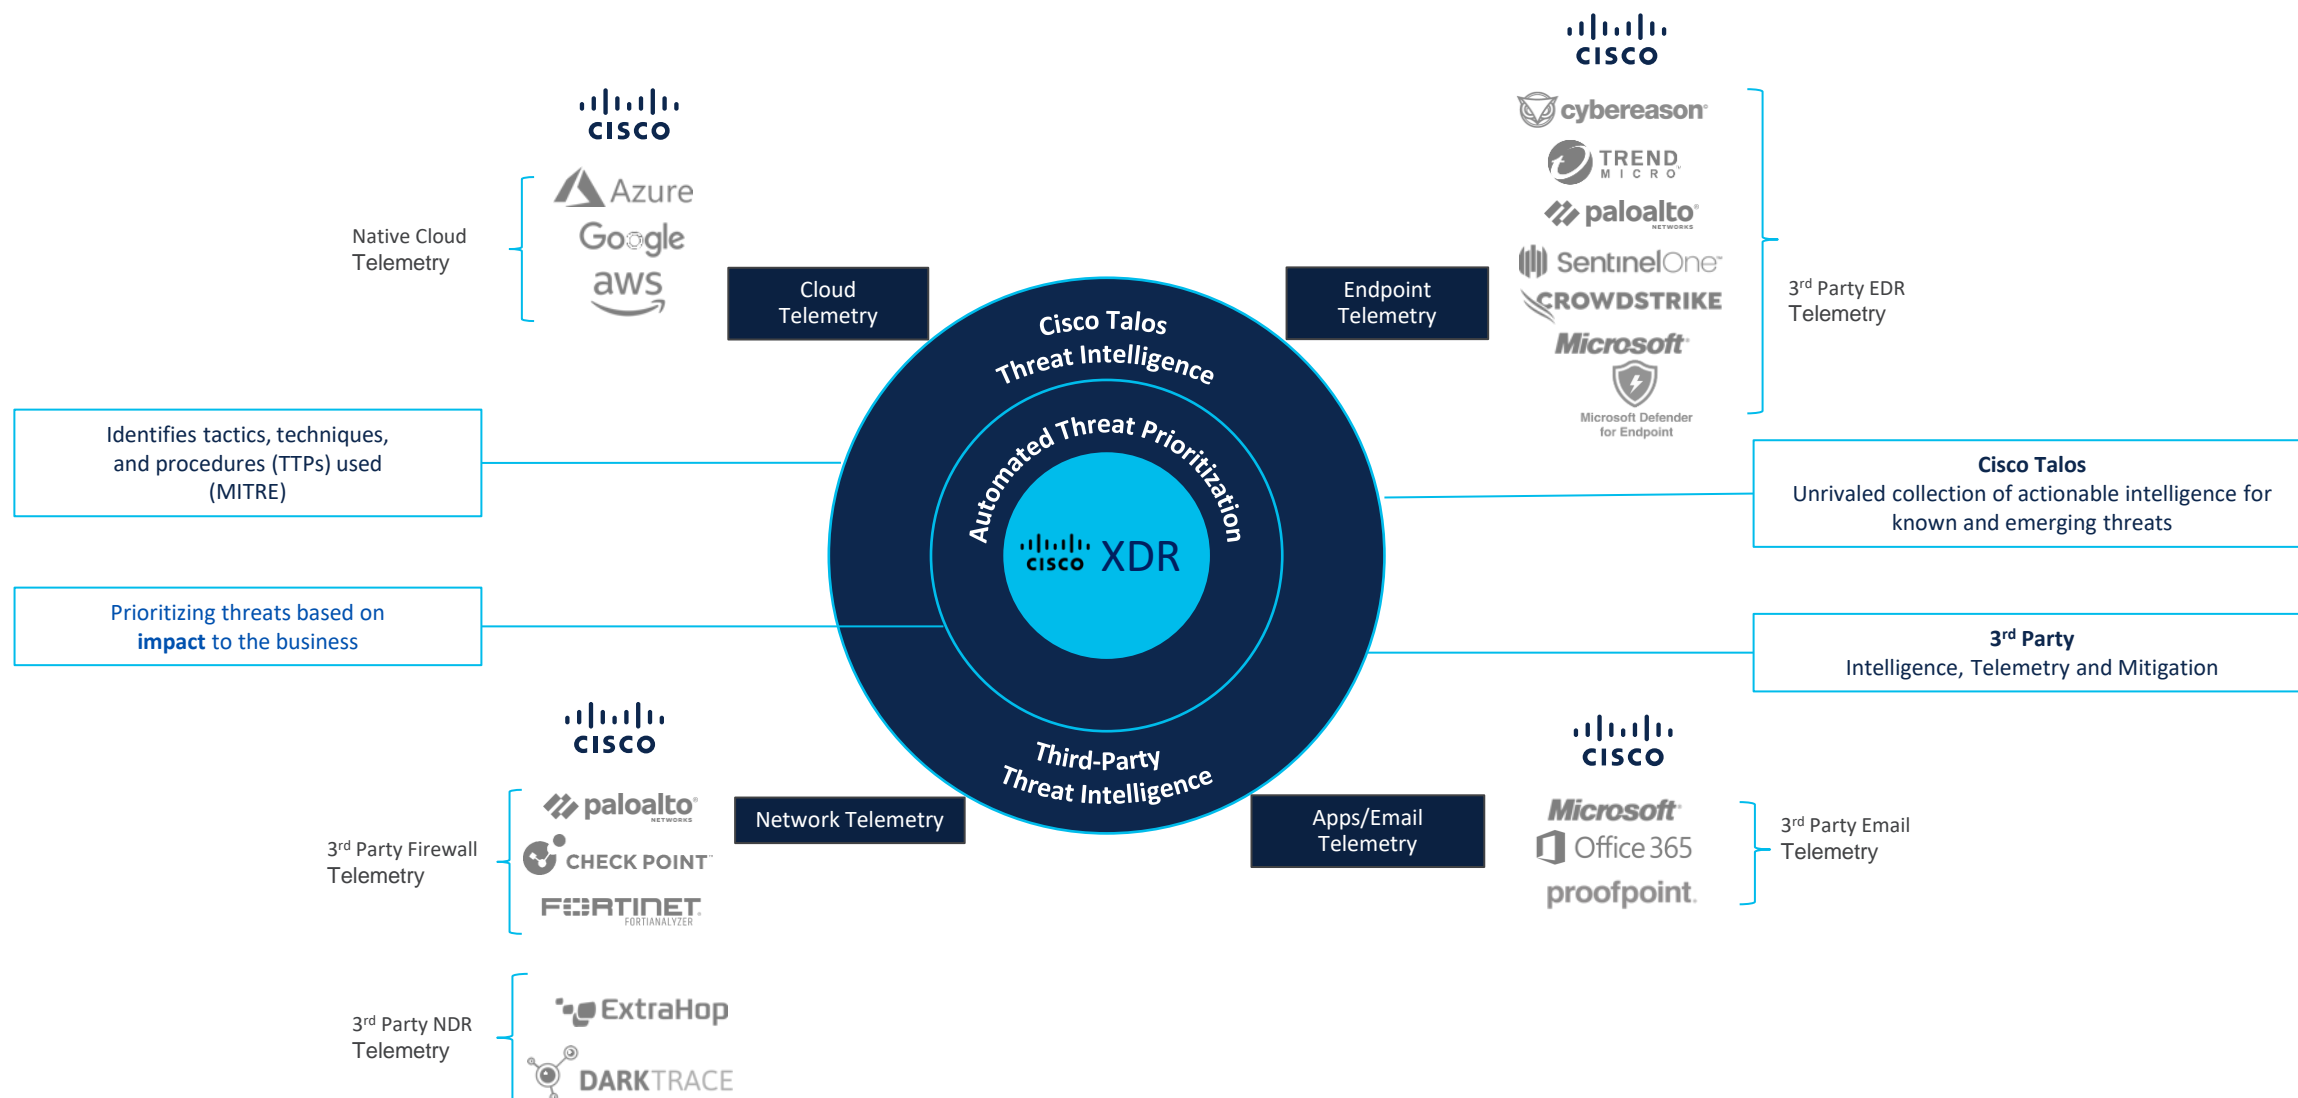 CISCO
Azure
Google
aws
Native Cloud
Telemetry
Cloud
Telemetry
CISCO
cybereason®
TREND
MICRO™
paloalto®
NETWORKS
SentinelOne™
CROWDSTRIKE
Microsoft®
Microsoft Defender
for Endpoint
3rd Party EDR
Telemetry
Endpoint
Telemetry
Cisco Talos
Threat Intelligence
Automated Threat Prioritization
CISCO XDR
Third-Party
Threat Intelligence
Identifies tactics, techniques,
and procedures (TTPs) used
(MITRE)
Prioritizing threats based on
impact to the business
Cisco Talos
Unrivaled collection of actionable intelligence for
known and emerging threats
3rd Party
Intelligence, Telemetry and Mitigation
CISCO
paloalto®
NETWORKS
CHECK POINT™
FORTINET
FORTIANALYZER
3rd Party Firewall
Telemetry
Network Telemetry
Apps/Email
Telemetry
CISCO
Microsoft®
Office 365
proofpoint.
3rd Party Email
Telemetry
ExtraHop
DARKTRACE
3rd Party NDR
Telemetry